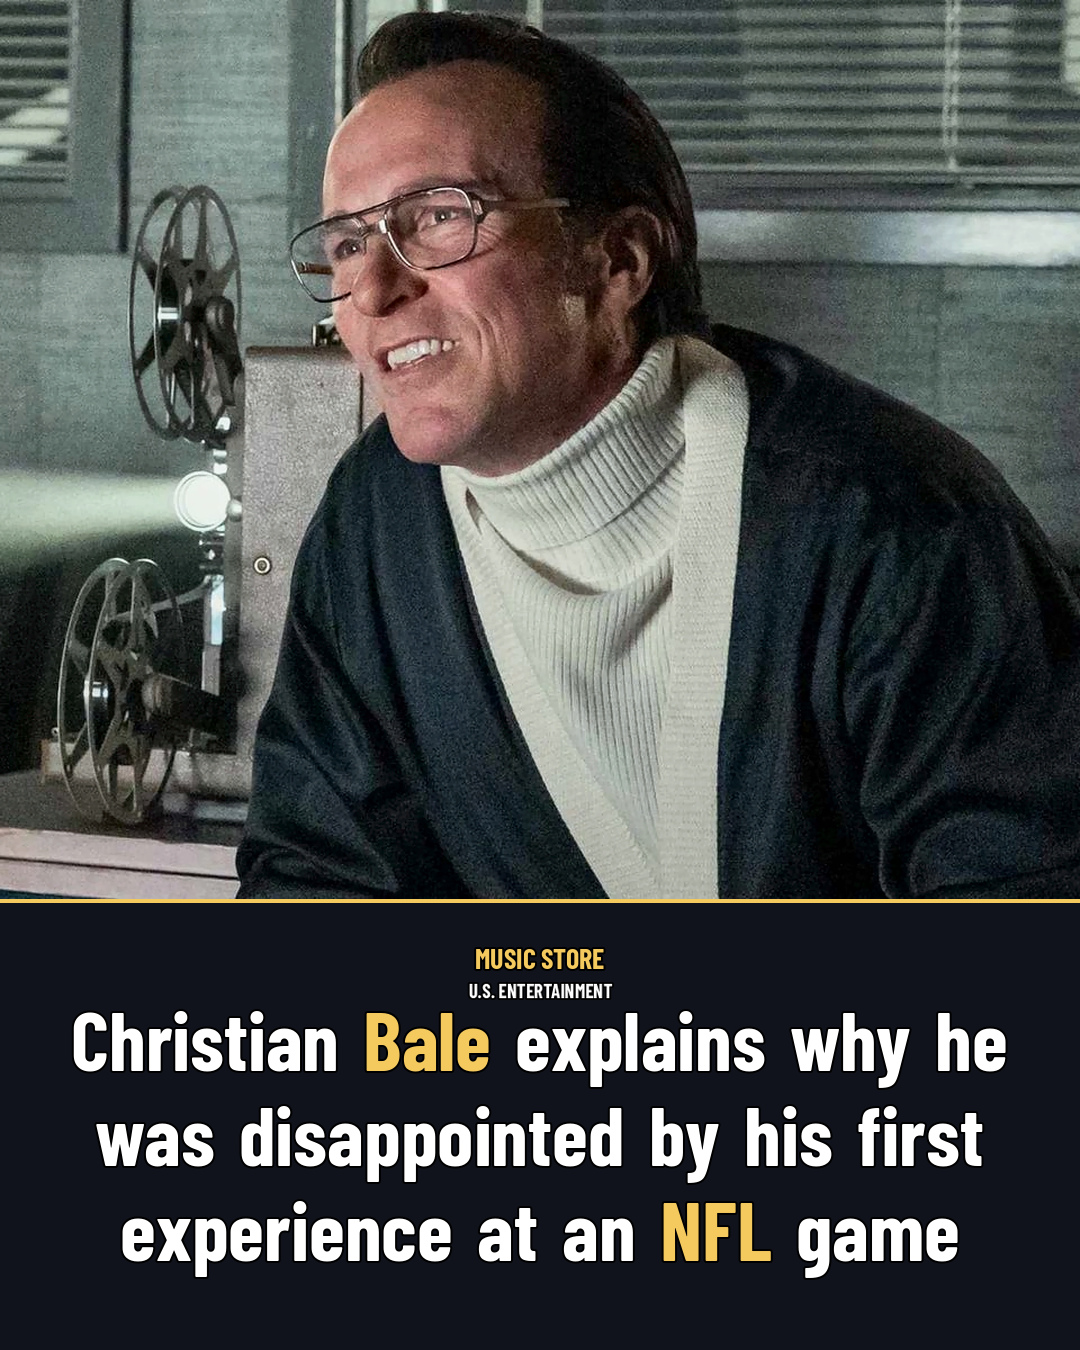 MUSIC STORE
U.S. ENTERTAINMENT
Christian Bale explains why he
was disappointed by his first
experience at an NFL game